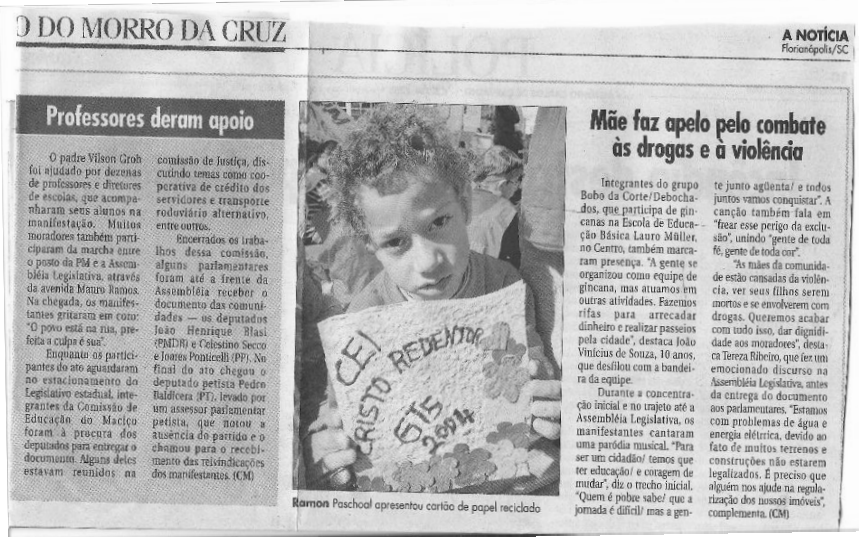 O DO MORRO DA CRUZ
A NOTÍCIA
Florianópolis/SC
Professores deram apoio
O padre Vilson Groh
foi ajudado por dezenas
de professores e diretores
de escolas, que acompa-
nharam seus alunos na
manifestação. Muitos
moradores também parti-
ciparam da marcha entre
o posto da PM e a Assem-
bléia Legislativa, através
da avenida Mauro Ramos.
Na chegada, os manifes-
tantes gritaram em coro:
"O povo está na rua, pre-
feita a culpa é sua".
Enquanto os partici-
pantes do ato aguardaram
no estacionamento do
Legislativo estadual, inte-
grantes da Comissão de
Educação do Maciço
foram à procura dos
deputados para entregar o
documento. Alguns deles
estavam reunidos na
comissão de Justiça, dis-
cutindo temas como coo-
perativa de crédito dos
servidores e transporte
rodoviário alternativo,
entre outros.
Encerrados os traba-
lhos dessa comissão,
alguns parlamentares
foram até a frente da
Assembléia receber o
documento das comuni-
dades — os deputados
João Henrique Blasi
(PMDB) e Celestino Secco
e Joares Ponticelli (PP). No
final do ato chegou o
deputado petista Pedro
Baldicera (PT), levado por
um assessor parlamentar
petista, que notou a
ausência do partido e o
chamou para o recebi-
mento das reivindicações
dos manifestantes. (CM)
CEI
CRISTO REDENTOR
GT5
2004
Ramon Paschoal apresentou cartão de papel reciclado
Mãe faz apelo pelo combate
às drogas e à violência
Integrantes do grupo
Bobo da Corte/Debocha-
dos, que participa de gin-
canas na Escola de Educa-
ção Básica Lauro Müller,
no Centro, também marca-
ram presença. "A gente se
organizou como equipe de
gincana, mas atuamos em
outras atividades. Fazemos
rifas para arrecadar
dinheiro e realizar passeios
pela cidade", destaca João
Vinícius de Souza, 10 anos,
que desfilou com a ban-
deira da equipe.
Durante a concentra-
ção inicial e no trajeto até a
Assembléia Legislativa, os
manifestantes cantaram
uma paródia musical. "Para
ser um cidadão/ temos que
ter educação/ e coragem de
mudar", diz o trecho inicial.
"Quem é pobre sabe/ que a
jornada é difícil/ mas a gen-
te junto agüenta/ e todos
juntos vamos conquistar". A
canção também fala em
"frear esse perigo da exclu-
são", unindo "gente de toda
fé, gente de toda cor".
"As mães da comunida-
de estão cansadas da violên-
cia, ver seus filhos serem
mortos e se envolverem com
drogas. Queremos acabar
com tudo isso, dar dignida-
de aos moradores", desta-
ca Tereza Ribeiro, que fez um
emocionado discurso na
Assembléia Legislativa, antes
da entrega do documento
aos parlamentares. "Estamos
com problemas de água e
energia elétrica, devido ao
fato de muitos terrenos e
construções não estarem
legalizados. É preciso que
alguém nos ajude na regula-
rização dos nossos imóveis",
complementa. (CM)